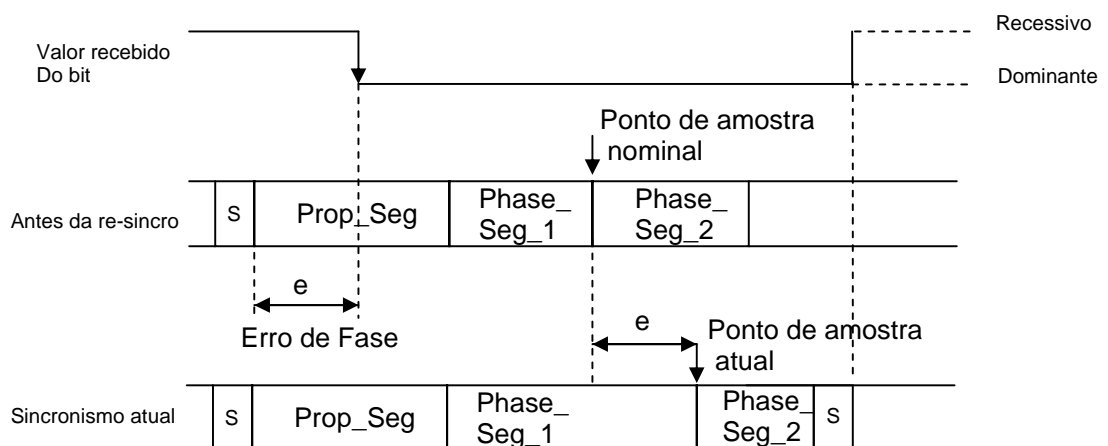 Recessivo
Valor recebido
Do bit
Dominante
Ponto de amostra
nominal
Antes da re-sincro
S
Prop_Seg
Phase_
Seg_1
Phase_
Seg_2
e
Erro de Fase
e
Ponto de amostra
atual
Sincronismo atual
S
Prop_Seg
Phase_
Seg_1
Phase_
Seg_2
S